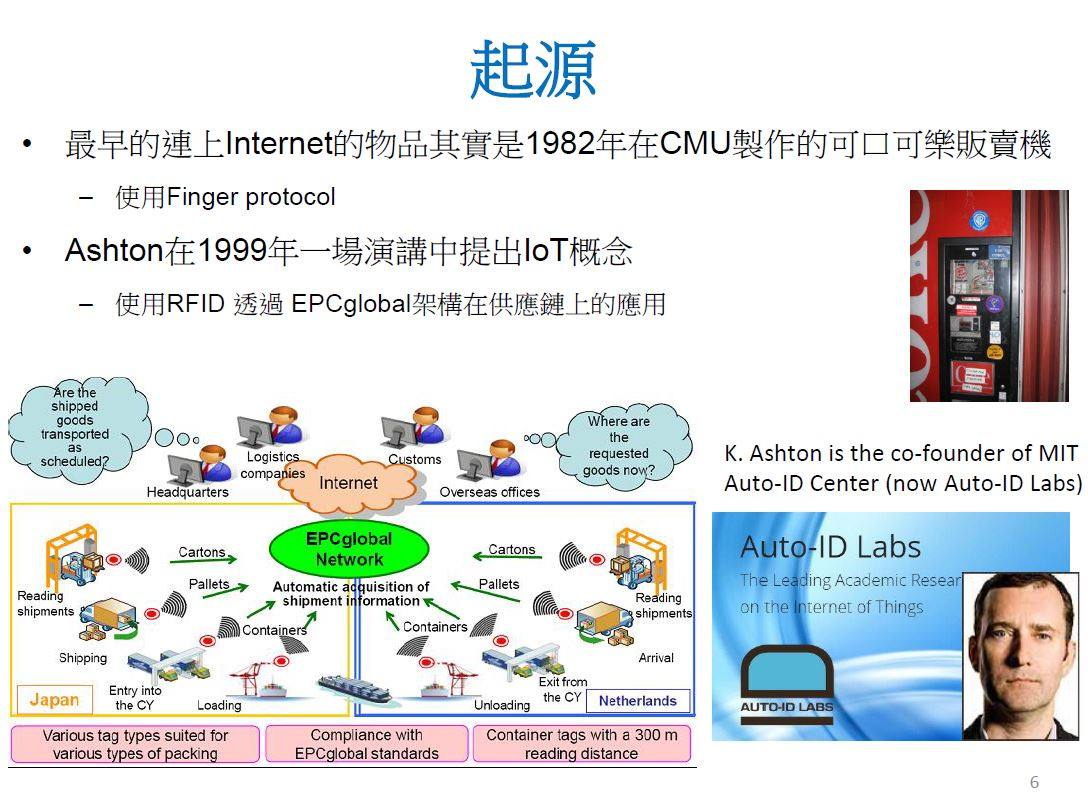 起源
• 最早的連上Internet的物品其實是1982年在CMU製作的可口可樂販賣機
– 使用Finger protocol
• Ashton在1999年一場演講中提出IoT概念
– 使用RFID 透過 EPCglobal架構在供應鏈上的應用
Are the
shipped
goods
transported
as
scheduled?
Headquarters
Logistics
companies
Internet
Customs
Overseas offices
Where are
the
requested
goods now?
EPCglobal
Network
Automatic acquisition of
shipment information
Cartons
Pallets
Containers
Reading
shipments
Shipping
Japan
Entry into
the CY
Loading
Cartons
Pallets
Containers
Reading
shipments
Arrival
Exit from
the CY
Unloading
Netherlands
Various tag types suited for
various types of packing
Compliance with
EPCglobal standards
Container tags with a 300 m
reading distance
K. Ashton is the co-founder of MIT
Auto-ID Center (now Auto-ID Labs)
Auto-ID Labs
The Leading Academic Resear
on the Internet of Things
AUTO-ID LABS
6